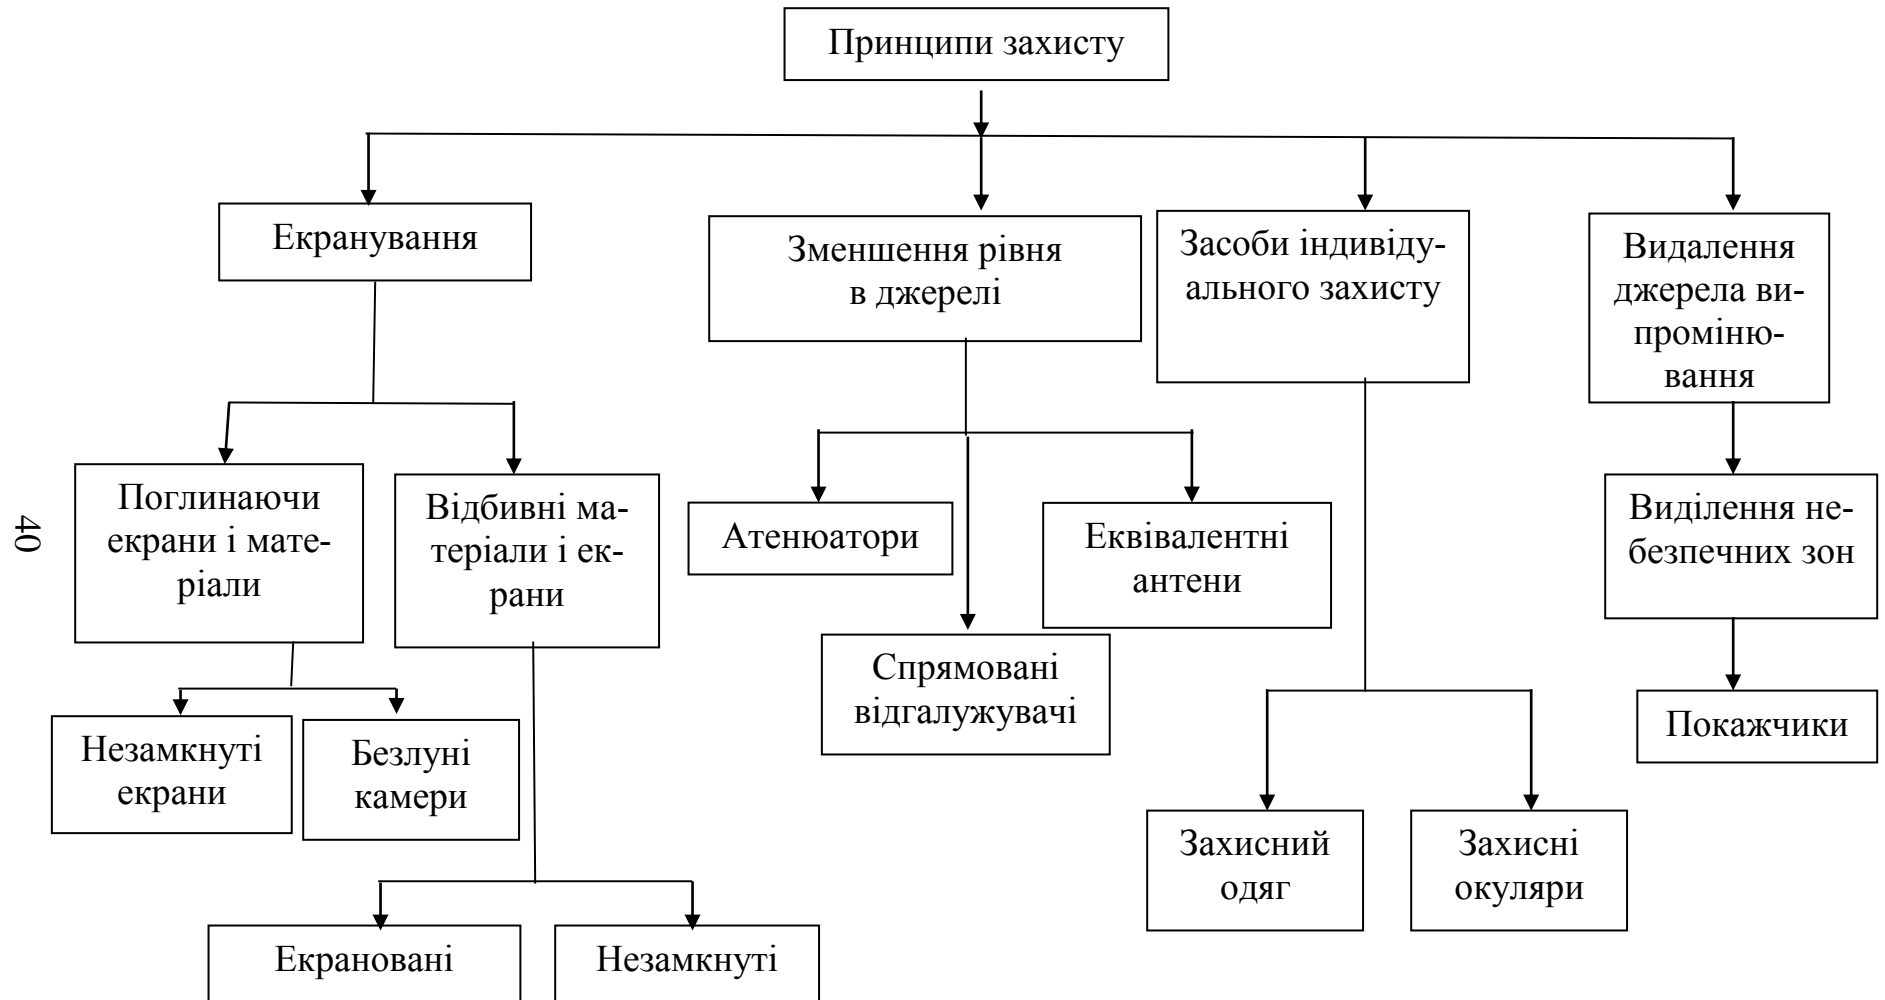 Принципи захисту
Екранування
Зменшення рівня
в джерелі
Засоби індивіду-
ального захисту
Видалення
джерела ви-
проміню-
вання
Поглинаючи
екрани і мате-
ріали
Відбивні ма-
теріали і ек-
рани
Атенюатори
Еквівалентні
антени
Виділення не-
безпечних зон
40
Спрямовані
відгалужувачі
Покажчики
Незамкнуті
екрани
Безлуні
камери
Захисний
одяг
Захисні
окуляри
Екрановані
Незамкнуті